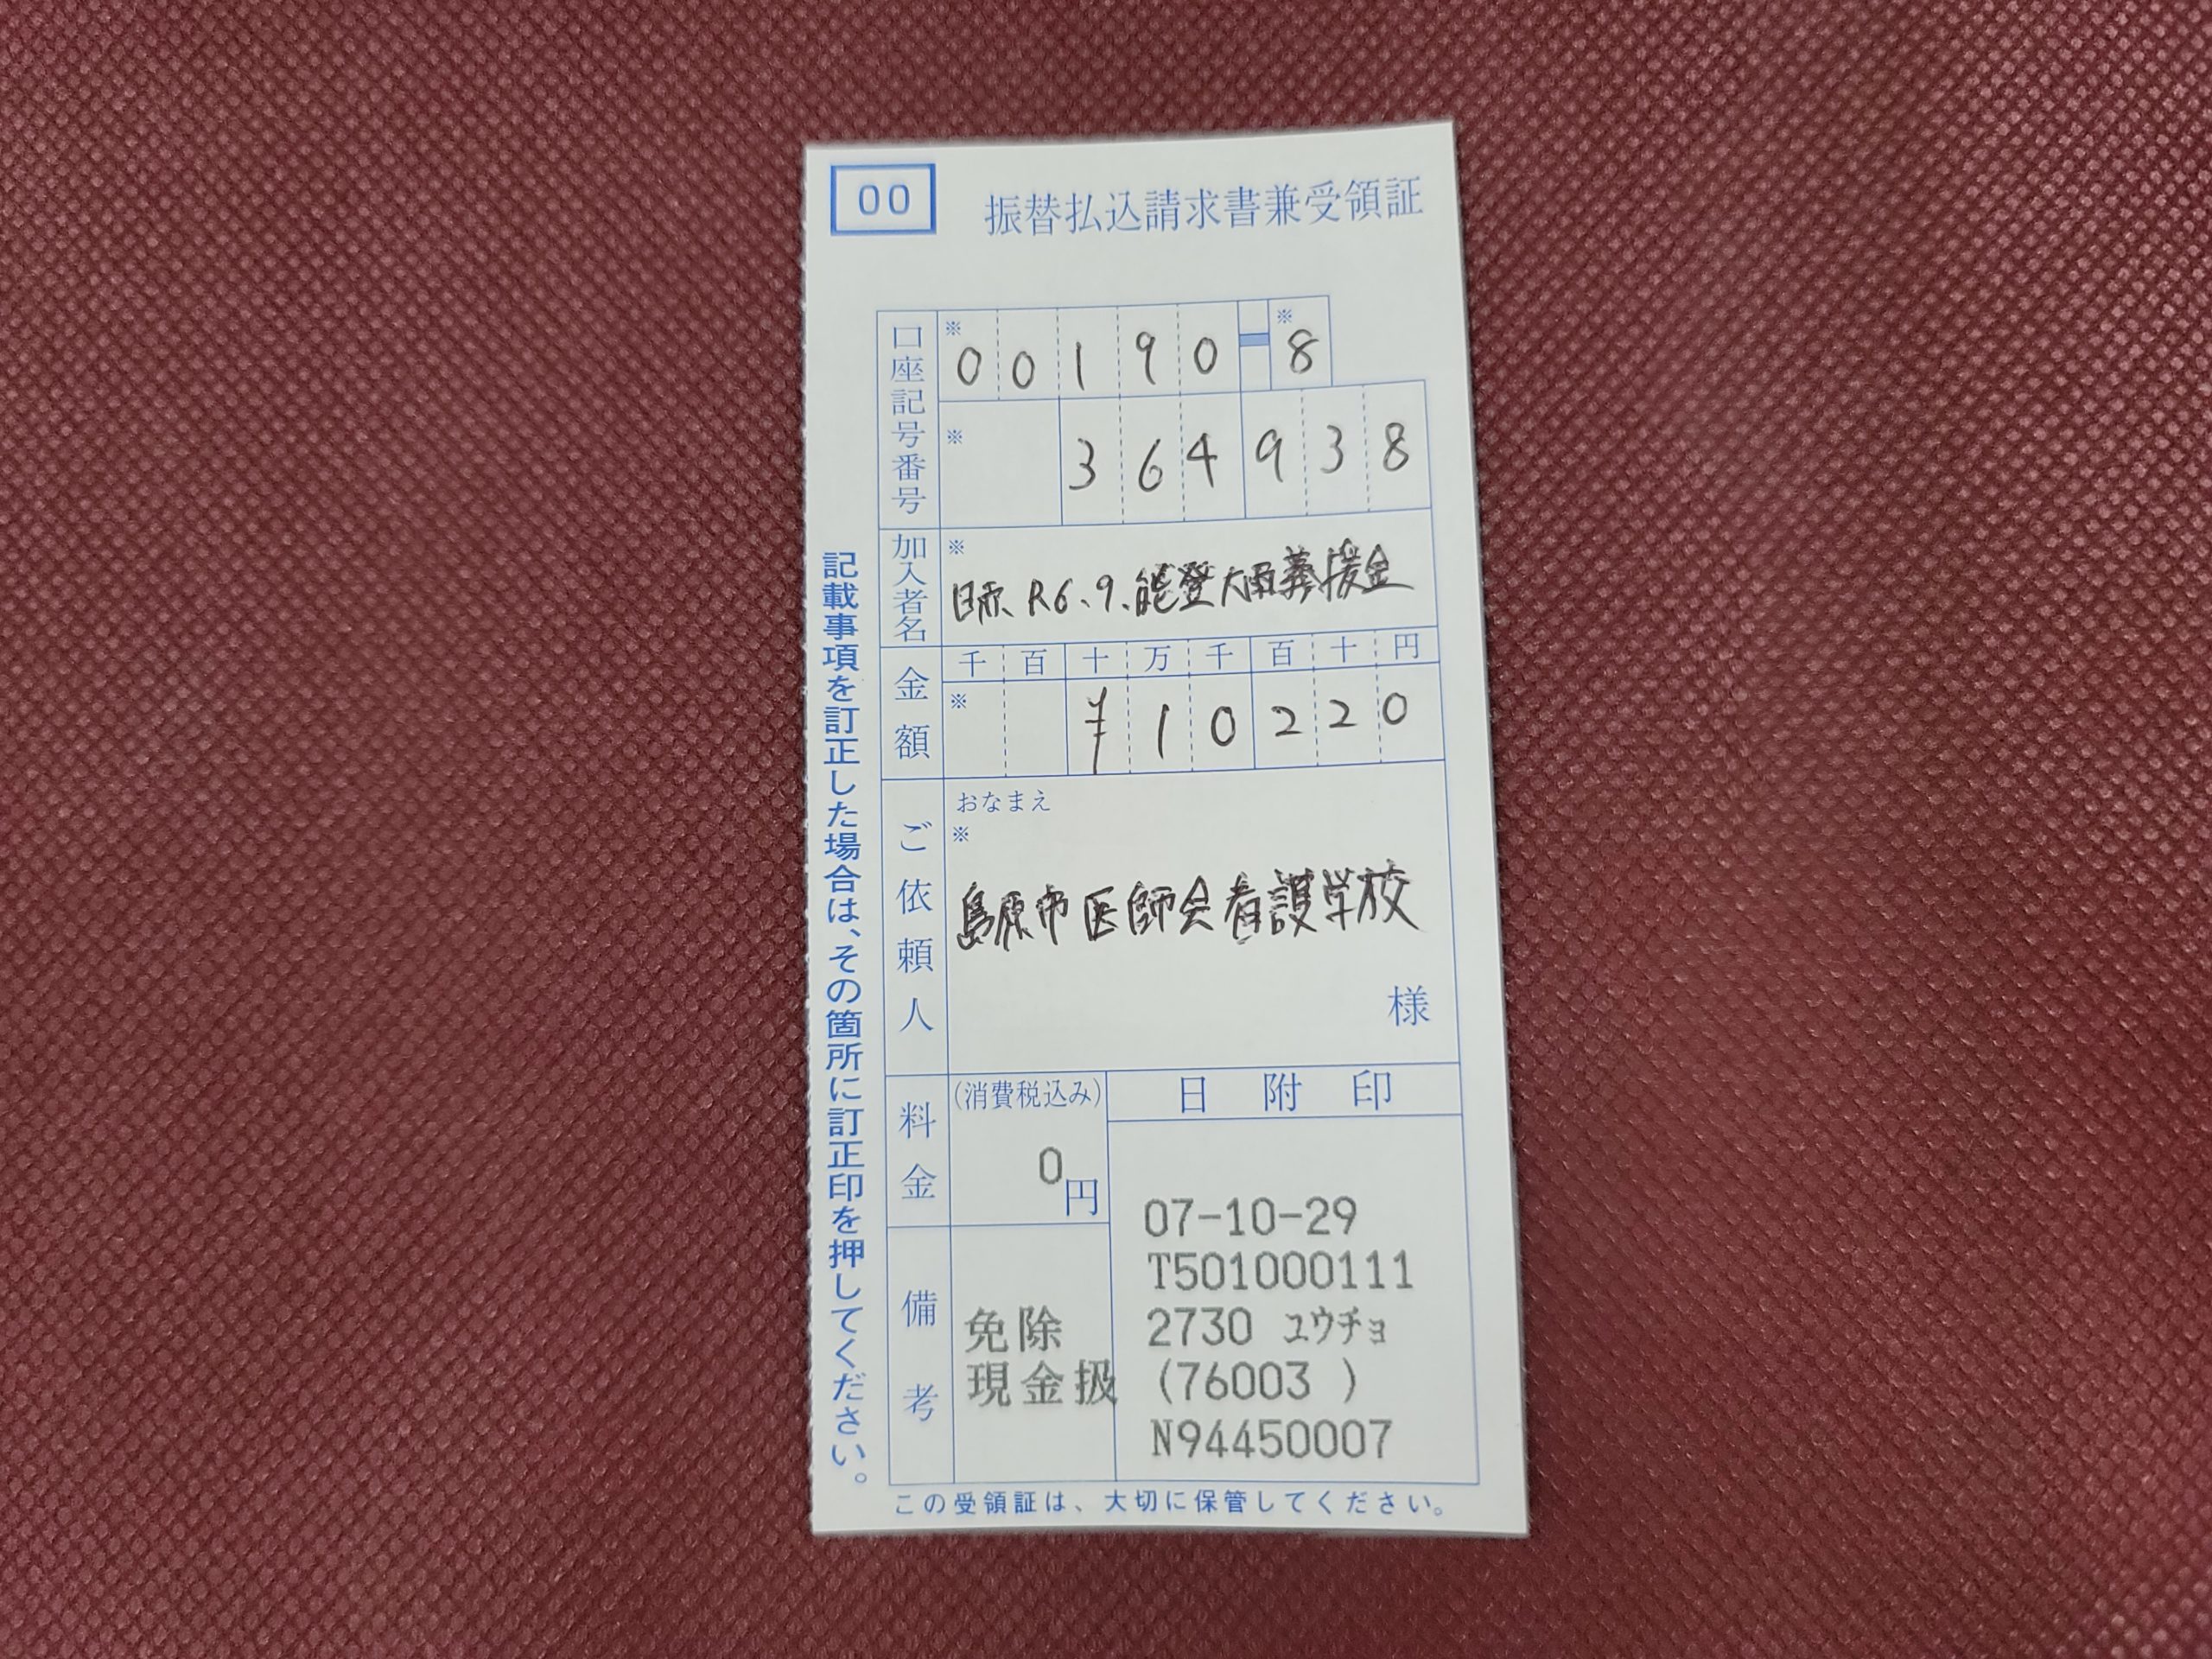 00
振替払込請求書兼受領証
口座記号番号
※ ※
00190-8
※ 364938
加入者名
※
日赤、R6、9、能登大雨義援金
金額
千 百 十 万 千 百 十 円
※ ¥10220
ご依頼人
おなまえ
※
島原市医師会看護学校
様
料金
(消費税込み)
0円
日附印
07-10-29
T501000111
2730 ユウチョ
(76003 )
N94450007
備考
免除
現金扱
記載事項を訂正した場合は、その箇所に訂正印を押してください。
この受領証は、大切に保管してください。